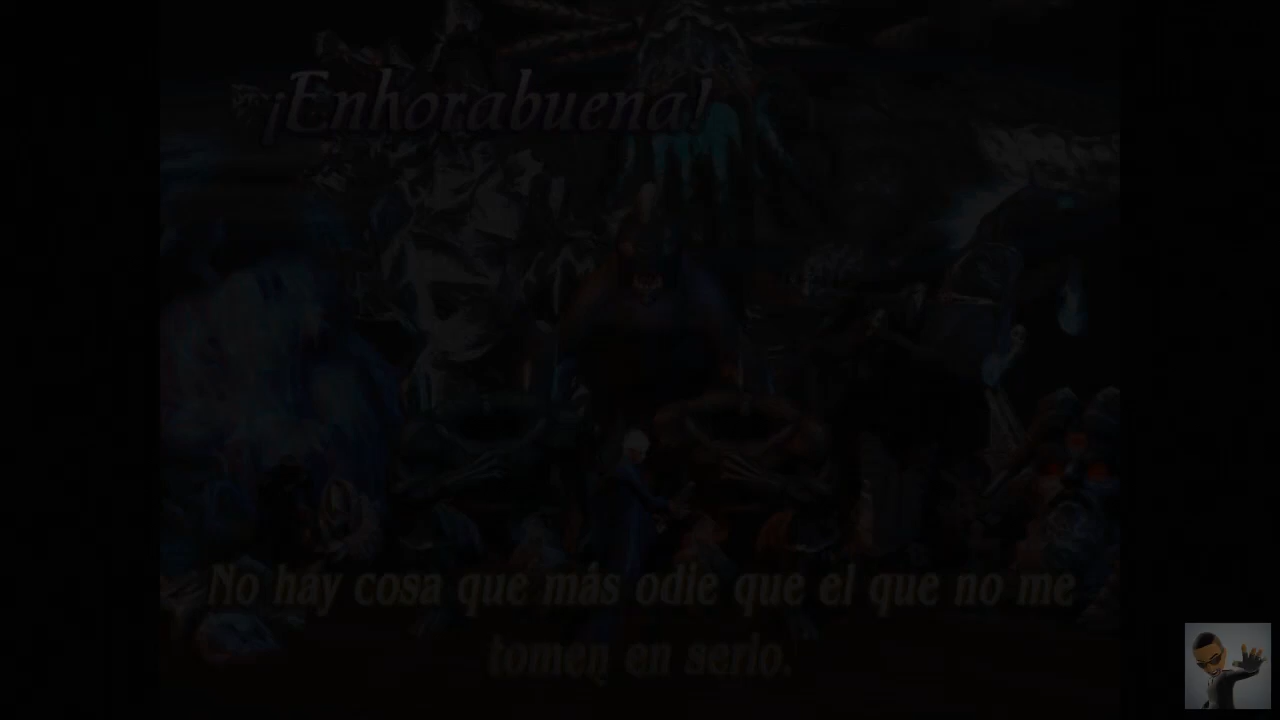 ¡Enhorabuena!
No hay cosa que más odie que el que no me
tomen en serio.